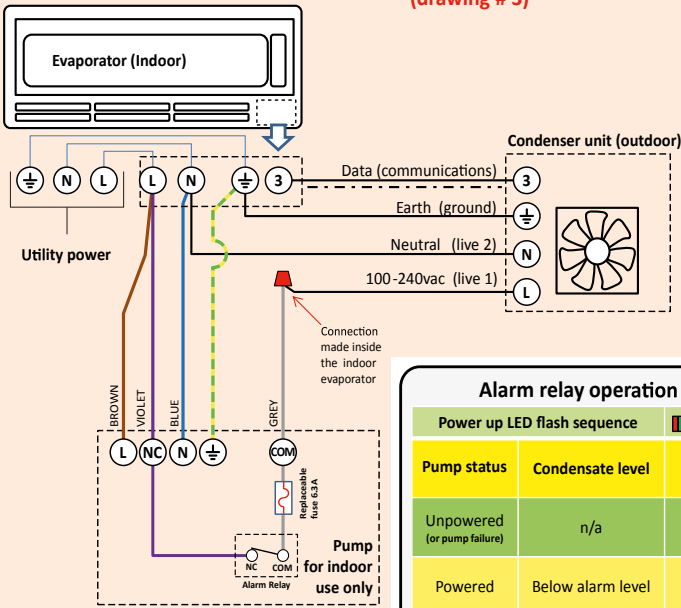 (drawing # 5)
Evaporator (Indoor)
Condenser unit (outdoor)
N
L
L
N
3
Data (communications)
3
Earth (ground)
Neutral (live 2)
N
100-240vac (live 1)
L
Utility power
Connection
made inside
the indoor
evaporator
BROWN
VIOLET
BLUE
GREY
L
NC
N
COM
Replaceable
fuse 6.3A
NC
COM
Alarm Relay
Pump
for indoor
use only
Alarm relay operation
Power up LED flash sequence
Pump status
Condensate level
Unpowered
(or pump failure)
n/a
Powered
Below alarm level